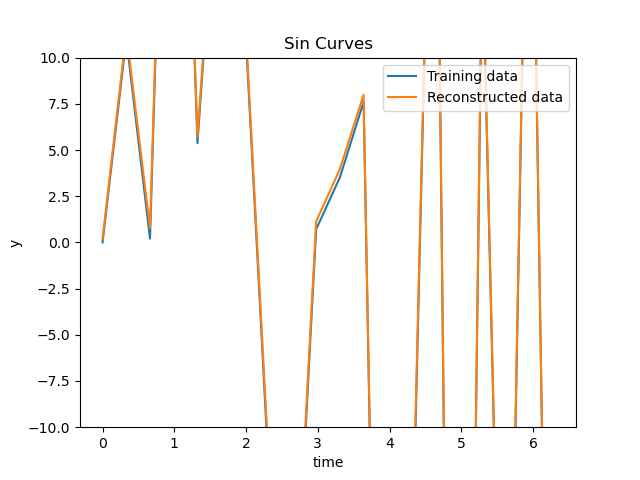 Sin Curves
Training data
Reconstructed data
10.0
7.5
5.0
2.5
0.0
−2.5
−5.0
−7.5
−10.0
y
0 1 2 3 4 5 6
time